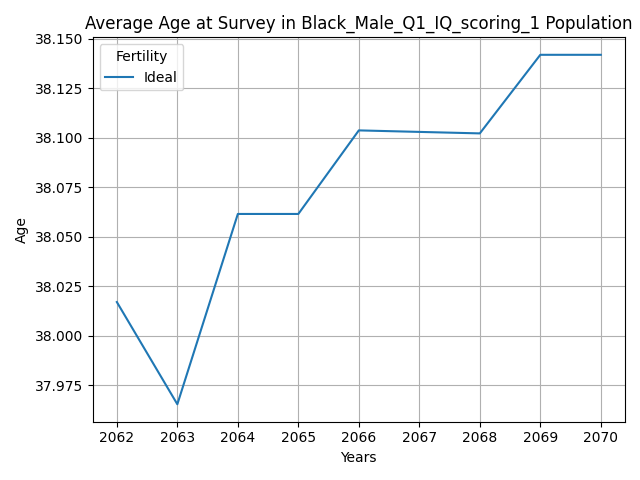 Average Age at Survey in Black_Male_Q1_IQ_scoring_1 Population
38.150
38.125
38.100
38.075
38.050
38.025
38.000
37.975
Age
Fertility
Ideal
2062 2063 2064 2065 2066 2067 2068 2069 2070
Years